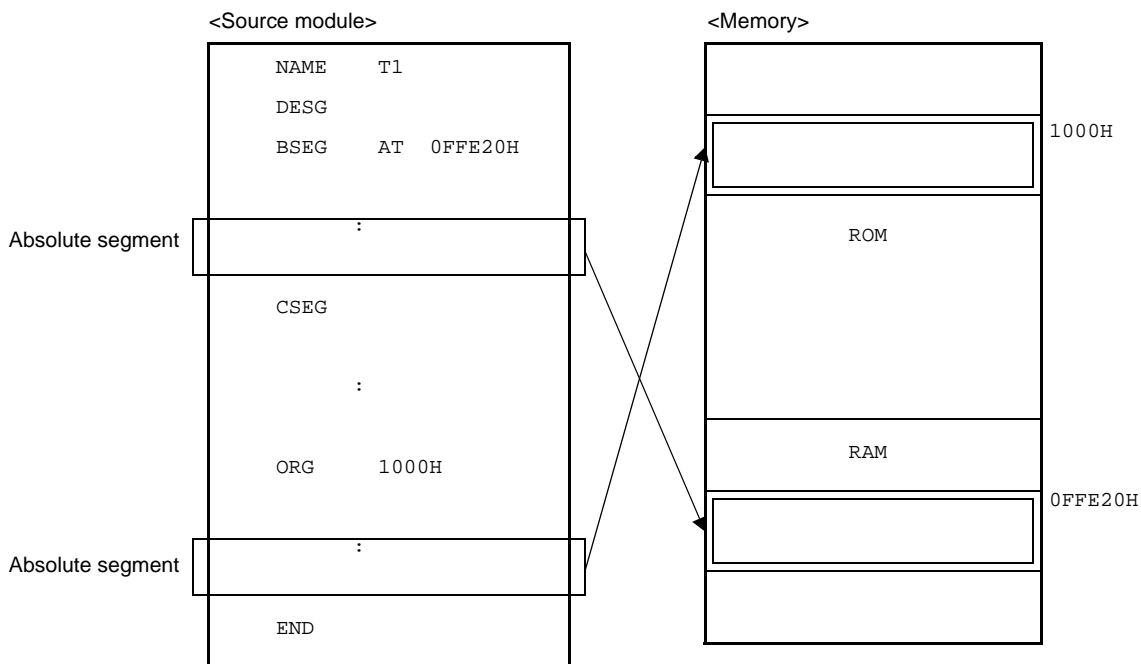 <Source module>
NAME T1
DESG
BSEG AT 0FFE20H
Absolute segment
:
CSEG
:
ORG 1000H
Absolute segment
:
END
<Memory>
1000H
ROM
RAM
0FFE20H